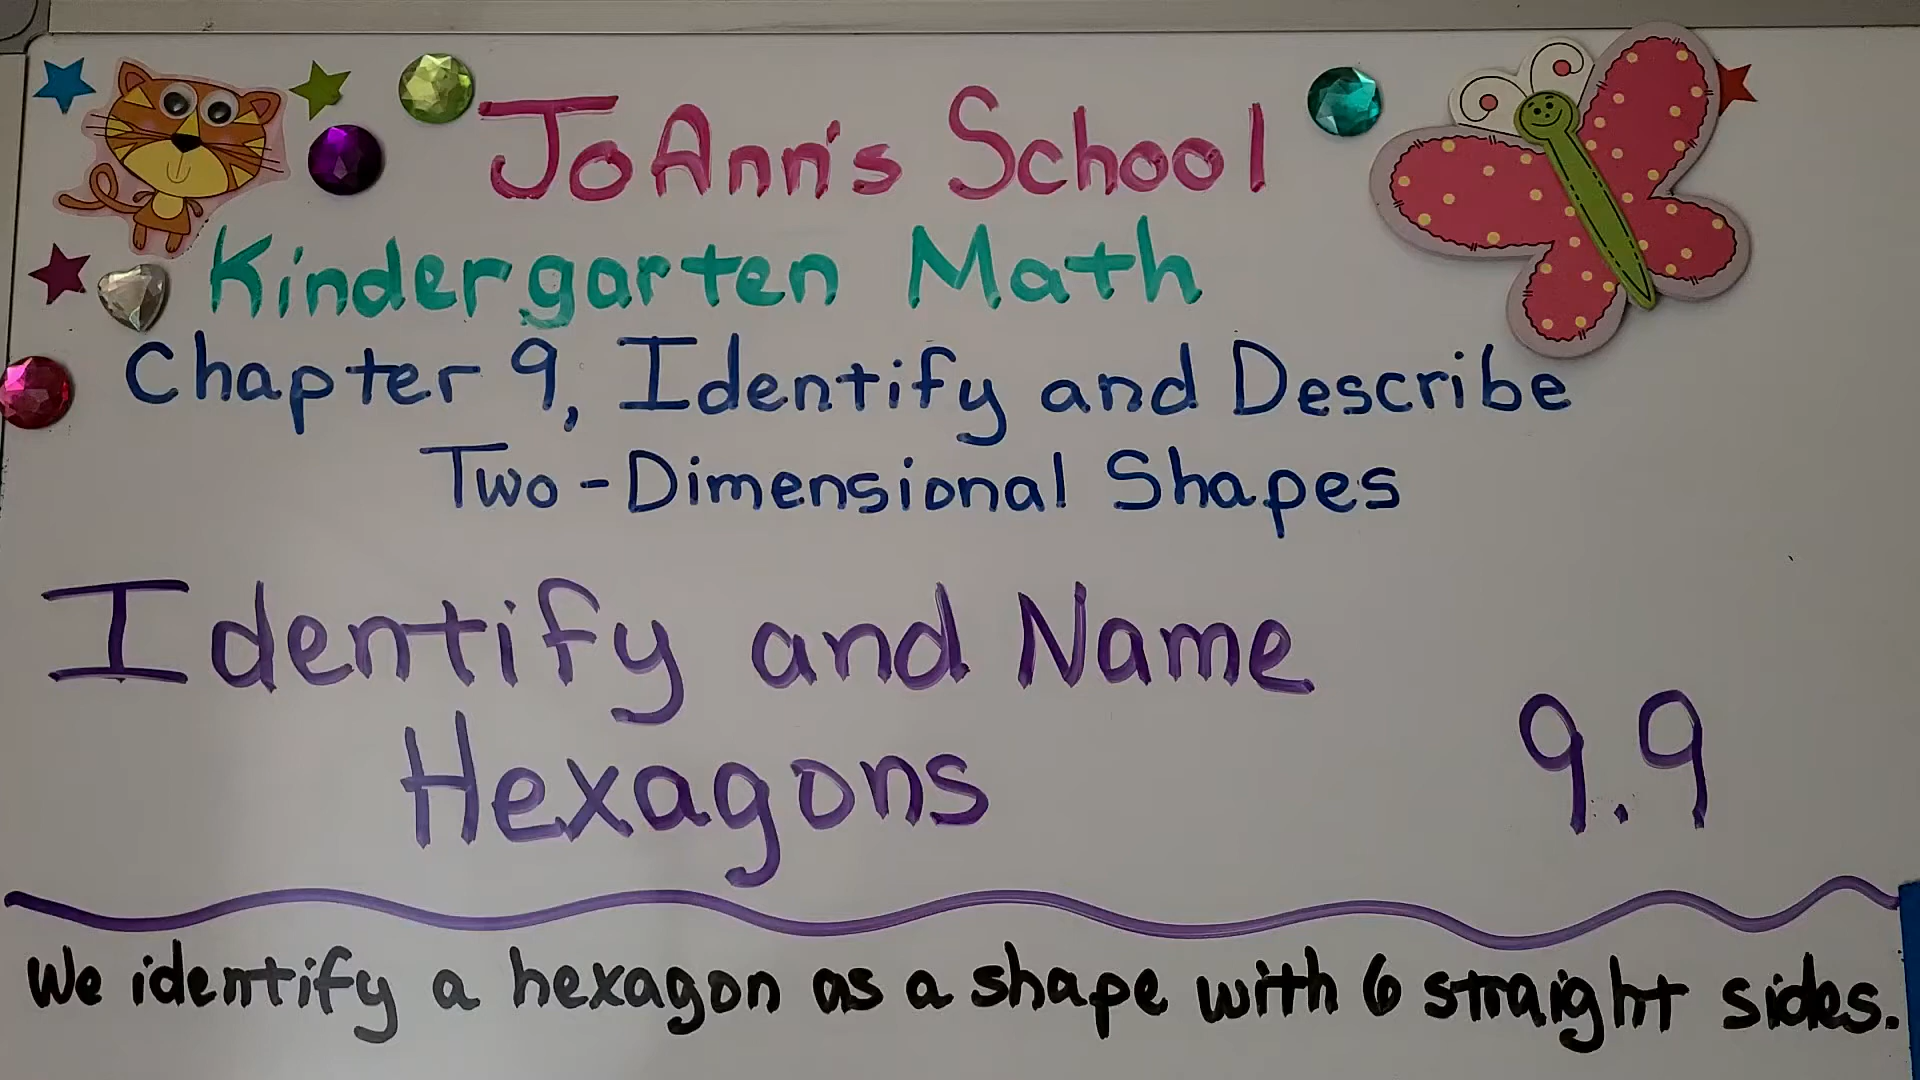 JoAnn's School
Kindergarten Math
Chapter 9, Identify and Describe
Two-Dimensional Shapes
Identify and Name
Hexagons
9.9
We identify a hexagon as a shape with 6 straight sides.